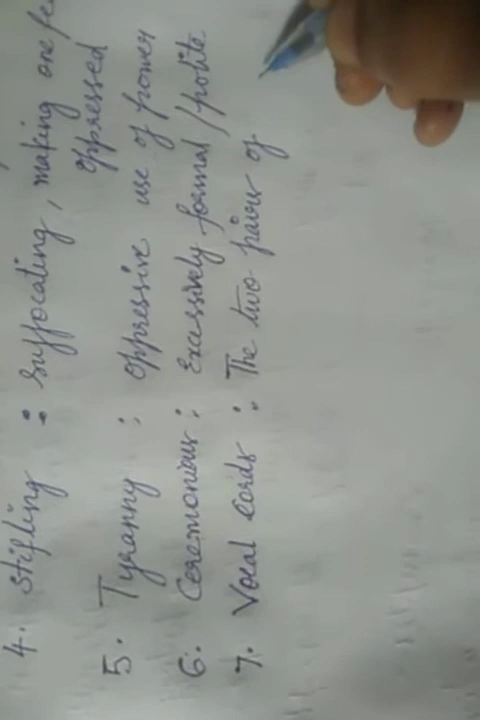 4. Stifling : Suffocating, making one fe
oppressed
5. Tyranny : oppressive use of power
6. Ceremonious : Excessively formal / polite
7. Vocal Cords : The two pairs of